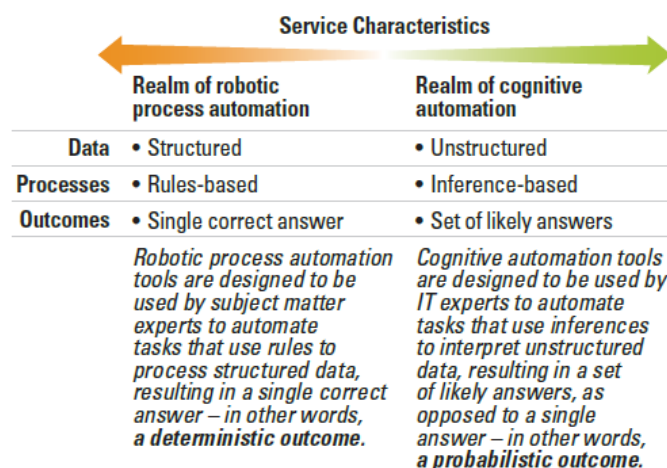 Service Characteristics
Realm of robotic
process automation
Realm of cognitive
automation
Data • Structured • Unstructured
Processes • Rules-based • Inference-based
Outcomes • Single correct answer • Set of likely answers
Robotic process automation
tools are designed to be
used by subject matter
experts to automate
tasks that use rules to
process structured data,
resulting in a single correct
answer – in other words,
a deterministic outcome.
Cognitive automation tools
are designed to be used by
IT experts to automate
tasks that use inferences
to interpret unstructured
data, resulting in a set
of likely answers, as
opposed to a single
answer – in other words,
a probabilistic outcome.